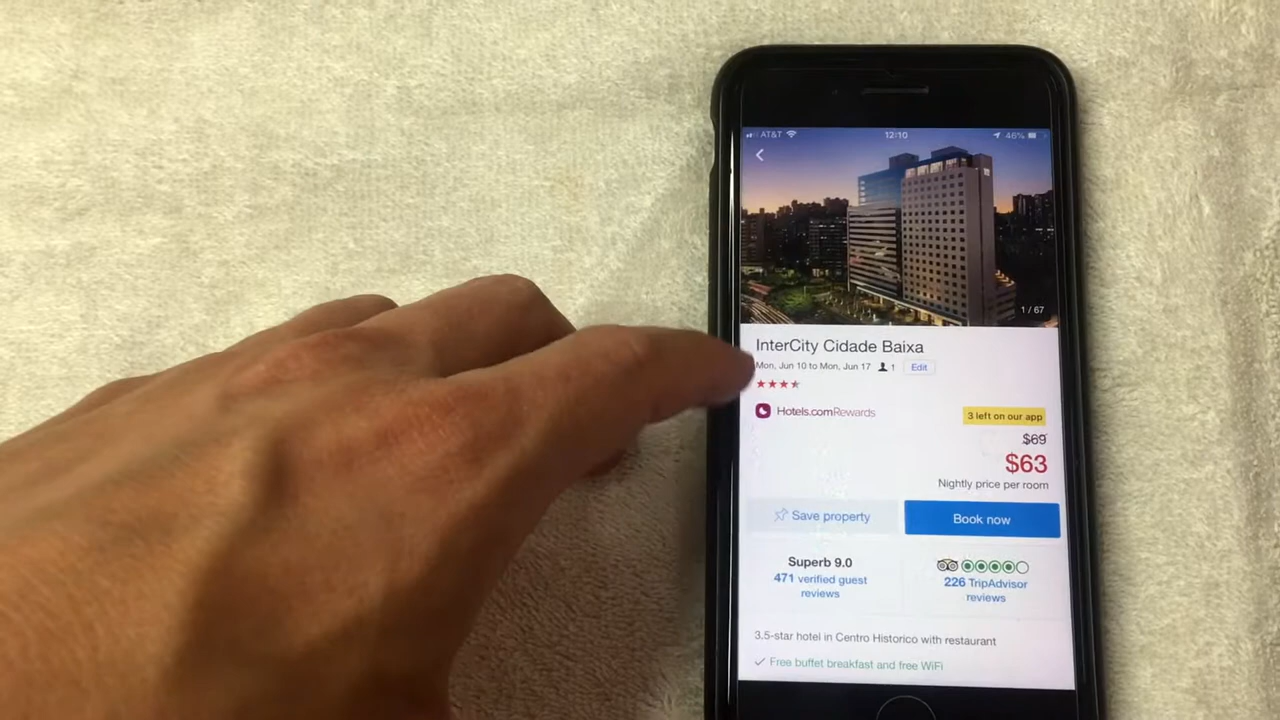 AT&T 12:10 46%
1 / 67
InterCity Cidade Baixa
Mon, Jun 10 to Mon, Jun 17 1 Edit
Hotels.comRewards
3 left on our app
$69
$63
Nightly price per room
Save property
Book now
Superb 9.0
471 verified guest
reviews
226 TripAdvisor
reviews
3.5-star hotel in Centro Historico with restaurant
Free buffet breakfast and free WiFi